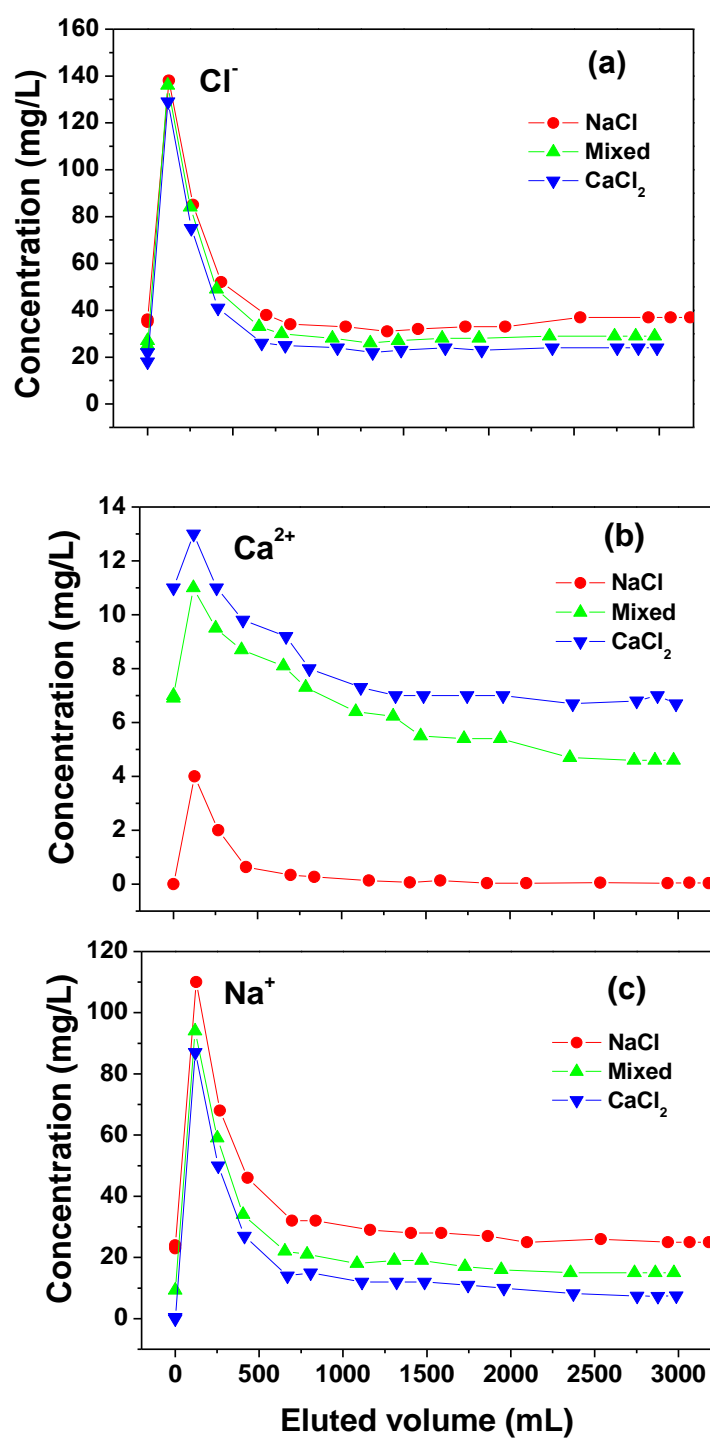 160
140
120
100
80
60
40
20
0
Concentration (mg/L)
Cl⁻
(a)
NaCl
Mixed
CaCl₂
14
12
10
8
6
4
2
0
Concentration (mg/L)
Ca²⁺
(b)
NaCl
Mixed
CaCl₂
120
100
80
60
40
20
0
Concentration (mg/L)
Na⁺
(c)
NaCl
Mixed
CaCl₂
0 500 1000 1500 2000 2500 3000
Eluted volume (mL)